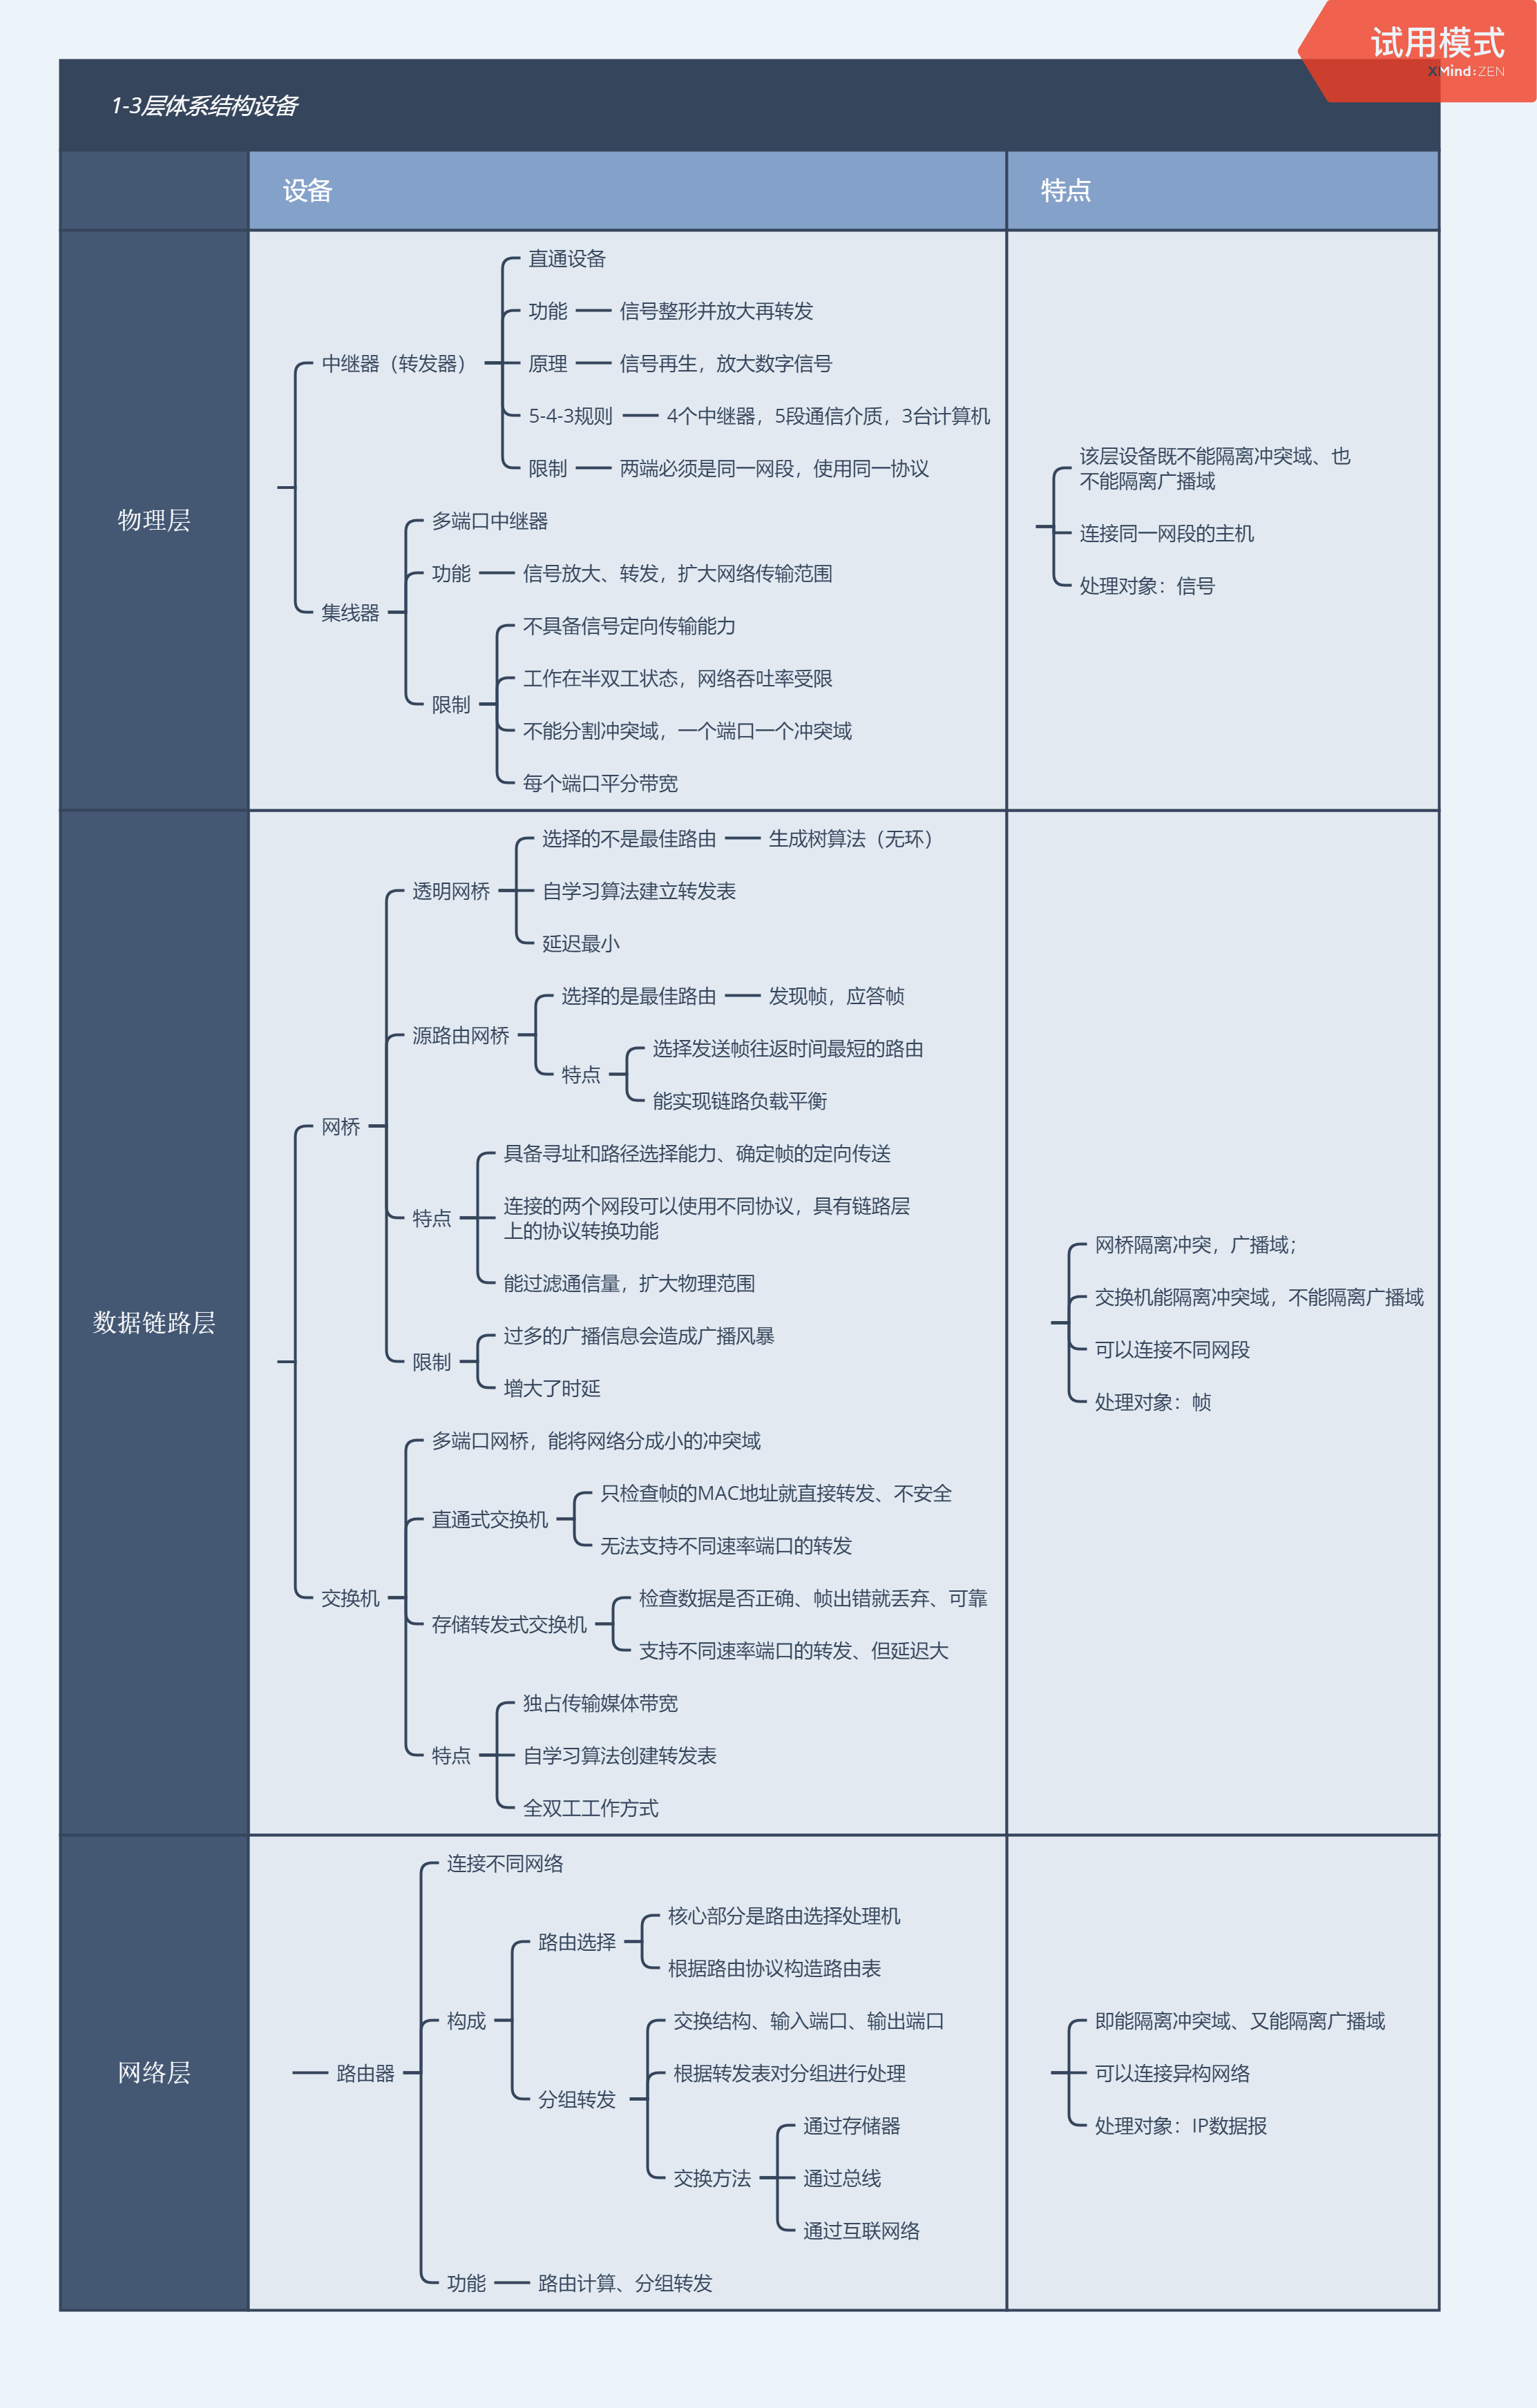 试用模式
XMind:ZEN
1-3层体系结构设备
设备
特点
物理层
中继器（转发器）
直通设备
功能
信号整形并放大再转发
原理
信号再生，放大数字信号
5-4-3规则
4个中继器，5段通信介质，3台计算机
限制
两端必须是同一网段，使用同一协议
集线器
多端口中继器
功能
信号放大、转发，扩大网络传输范围
限制
不具备信号定向传输能力
工作在半双工状态，网络吞吐率受限
不能分割冲突域，一个端口一个冲突域
每个端口平分带宽
该层设备既不能隔离冲突域、也
不能隔离广播域
连接同一网段的主机
处理对象：信号
数据链路层
网桥
透明网桥
选择的不是最佳路由
生成树算法（无环）
自学习算法建立转发表
延迟最小
源路由网桥
选择的是最佳路由
发现帧，应答帧
特点
选择发送帧往返时间最短的路由
能实现链路负载平衡
特点
具备寻址和路径选择能力、确定帧的定向传送
连接的两个网段可以使用不同协议，具有链路层
上的协议转换功能
能过滤通信量，扩大物理范围
限制
过多的广播信息会造成广播风暴
增大了时延
交换机
多端口网桥，能将网络分成小的冲突域
直通式交换机
只检查帧的MAC地址就直接转发、不安全
无法支持不同速率端口的转发
存储转发式交换机
检查数据是否正确、帧出错就丢弃、可靠
支持不同速率端口的转发、但延迟大
特点
独占传输媒体带宽
自学习算法创建转发表
全双工工作方式
网桥隔离冲突，广播域；
交换机能隔离冲突域，不能隔离广播域
可以连接不同网段
处理对象：帧
网络层
路由器
连接不同网络
构成
路由选择
核心部分是路由选择处理机
根据路由协议构造路由表
分组转发
交换结构、输入端口、输出端口
根据转发表对分组进行处理
交换方法
通过存储器
通过总线
通过互联网络
功能
路由计算、分组转发
即能隔离冲突域、又能隔离广播域
可以连接异构网络
处理对象：IP数据报